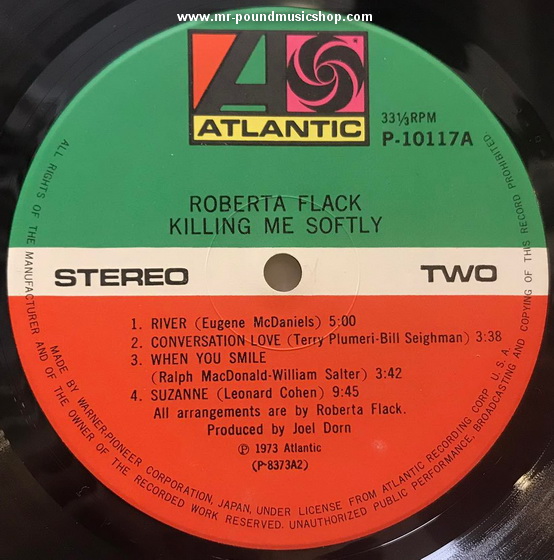 www.mr-poundmusicshop.com
ATLANTIC
33⅓RPM
P-10117A
ROBERTA FLACK
KILLING ME SOFTLY
STEREO
TWO
1. RIVER (Eugene McDaniels) 5:00
2. CONVERSATION LOVE (Terry Plumeri-Bill Seighman) 3:38
3. WHEN YOU SMILE
(Ralph MacDonald-William Salter) 3:42
4. SUZANNE (Leonard Cohen) 9:45
All arrangements are by Roberta Flack.
Produced by Joel Dorn
℗ 1973 Atlantic
(P-8373A2)
MADE BY WARNER-PIONEER CORPORATION, JAPAN, UNDER LICENSE FROM ATLANTIC RECORDING CORP. U.S.A.
ALL RIGHTS OF THE MANUFACTURER AND OF THE OWNER OF THE RECORDED WORK RESERVED. UNAUTHORIZED PUBLIC PERFORMANCE, BROADCASTING AND COPYING OF THIS RECORD PROHIBITED